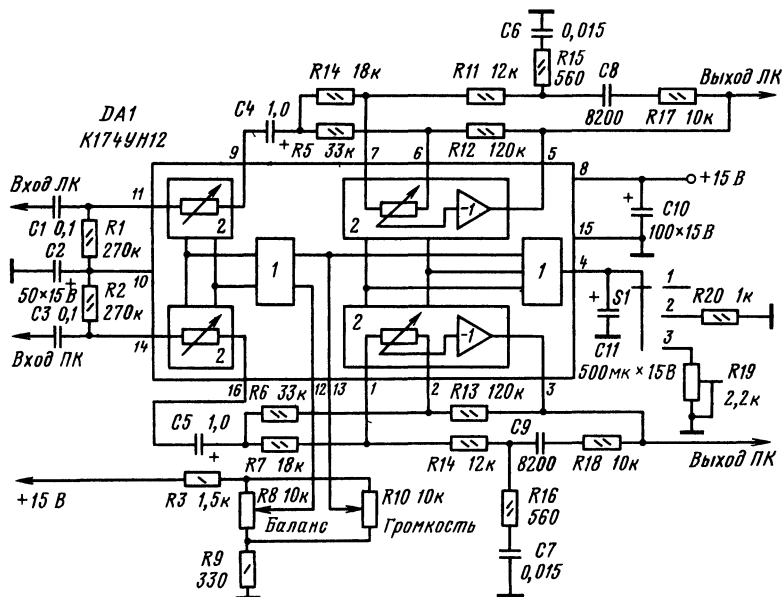 C6
0,015
R14 18к
R11 12к
R15
560
C8
8200
R17 10к
Выход ЛК
DA1
К174УН12
C4 1,0
+
R5 33к
R12 120к
9
7
6
5
8
+15 В
Вход ЛК
11
C1 0,1
R1
270к
2
2
-1
+
C10
100×15В
15
C2
+
10
1
1
4
50×15В
R2
270к
C3 0,1
+
S1
1
2
R20 1к
3
C11
500мк×15В
Вход ПК
14
2
2
-1
R19
2,2к
16
R6 33к
12
13
1
2
R13 120к
3
C5 1,0
+
R7
18к
R14 12к
C9
8200
R18 10к
Выход ПК
+15 В
R3 1,5к
R8 10к
Баланс
R10 10к
Громкость
R16
560
R9
330
C7
0,015